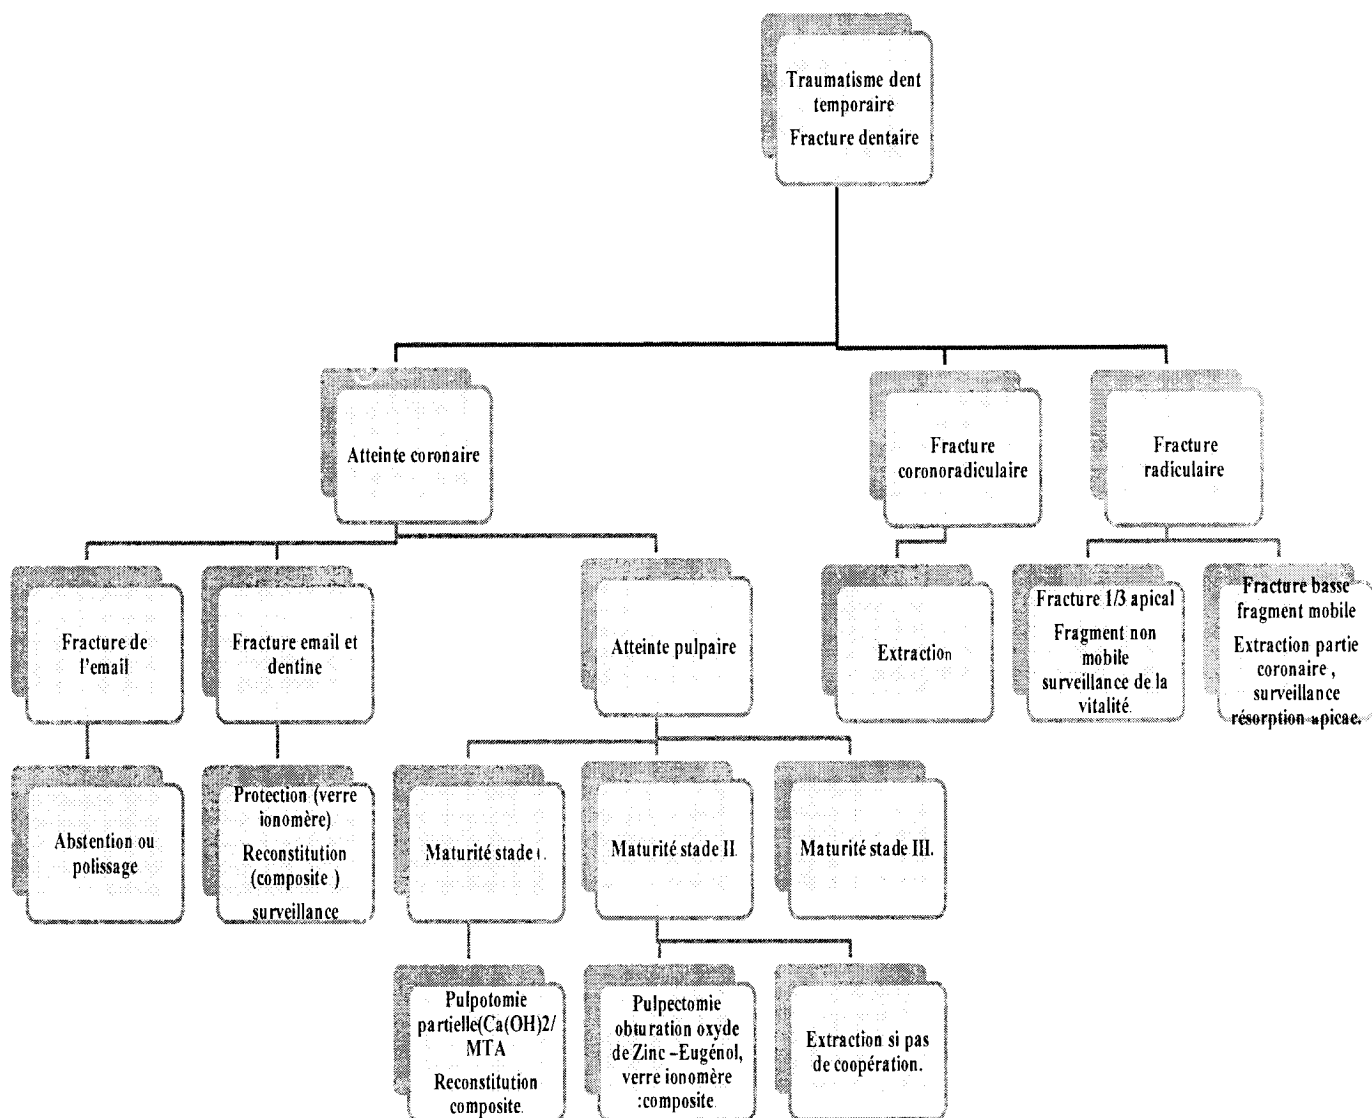 Traumatisme dent
temporaire
Fracture dentaire
Atteinte coronaire
Fracture
coronoradiculaire
Fracture
radiculaire
Fracture de
l'email
Fracture email et
dentine
Atteinte pulpaire
Extraction
Fracture 1/3 apical
Fragment non
mobile
surveillance de la
vitalité.
Fracture basse
fragment mobile
Extraction partie
coronaire ,
surveillance
résorption apicae.
Abstention ou
polissage
Protection (verre
ionomère)
Reconstitution
(composite )
surveillance
Maturité stade I.
Maturité stade II.
Maturité stade III.
Pulpotomie
partielle(Ca(OH)2/
MTA
Reconstitution
composite.
Pulpectomie
obturation oxyde
de Zinc –Eugénol,
verre ionomère
:composite.
Extraction si pas
de coopération.